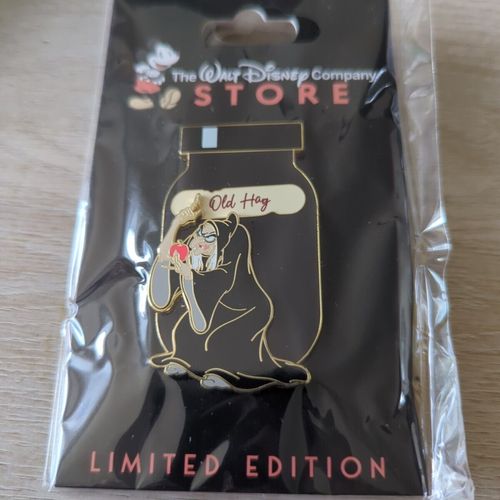 The Walt Disney Company
STORE
Old Hag
LIMITED EDITION